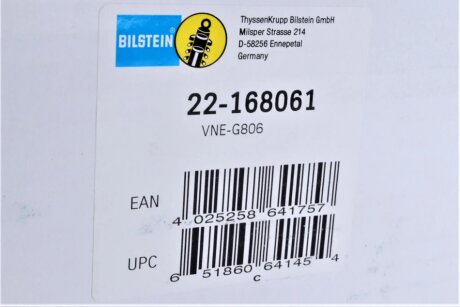 BILSTEIN
ThyssenKrupp Bilstein GmbH
Milsper Strasse 214
D-58256 Ennepetal
Germany
22-168061
VNE-G806
EAN
4 025258 641757
UPC
6 51860 64145 4
c